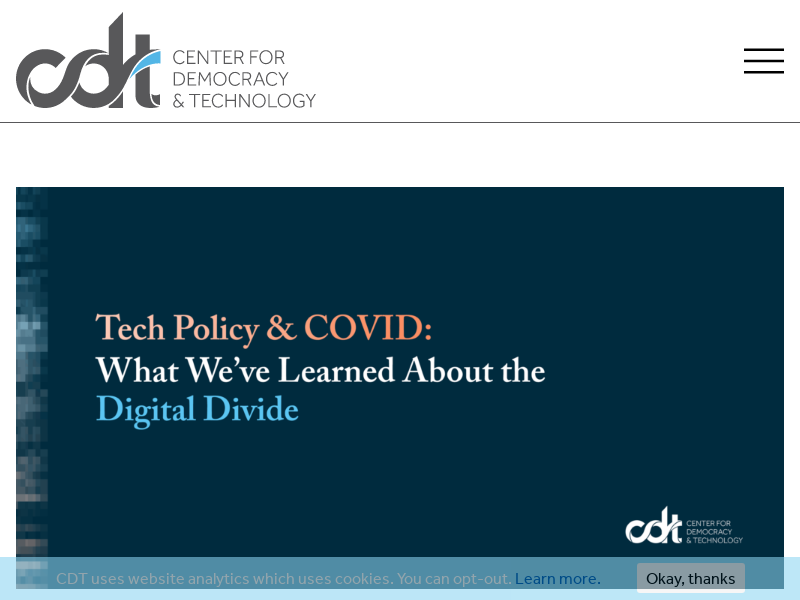 cdt
CENTER FOR
DEMOCRACY
& TECHNOLOGY
Tech Policy & COVID:
What We've Learned About the
Digital Divide
cdt
CENTER FOR
DEMOCRACY
& TECHNOLOGY
CDT uses website analytics which uses cookies. You can opt-out. Learn more.
Okay, thanks